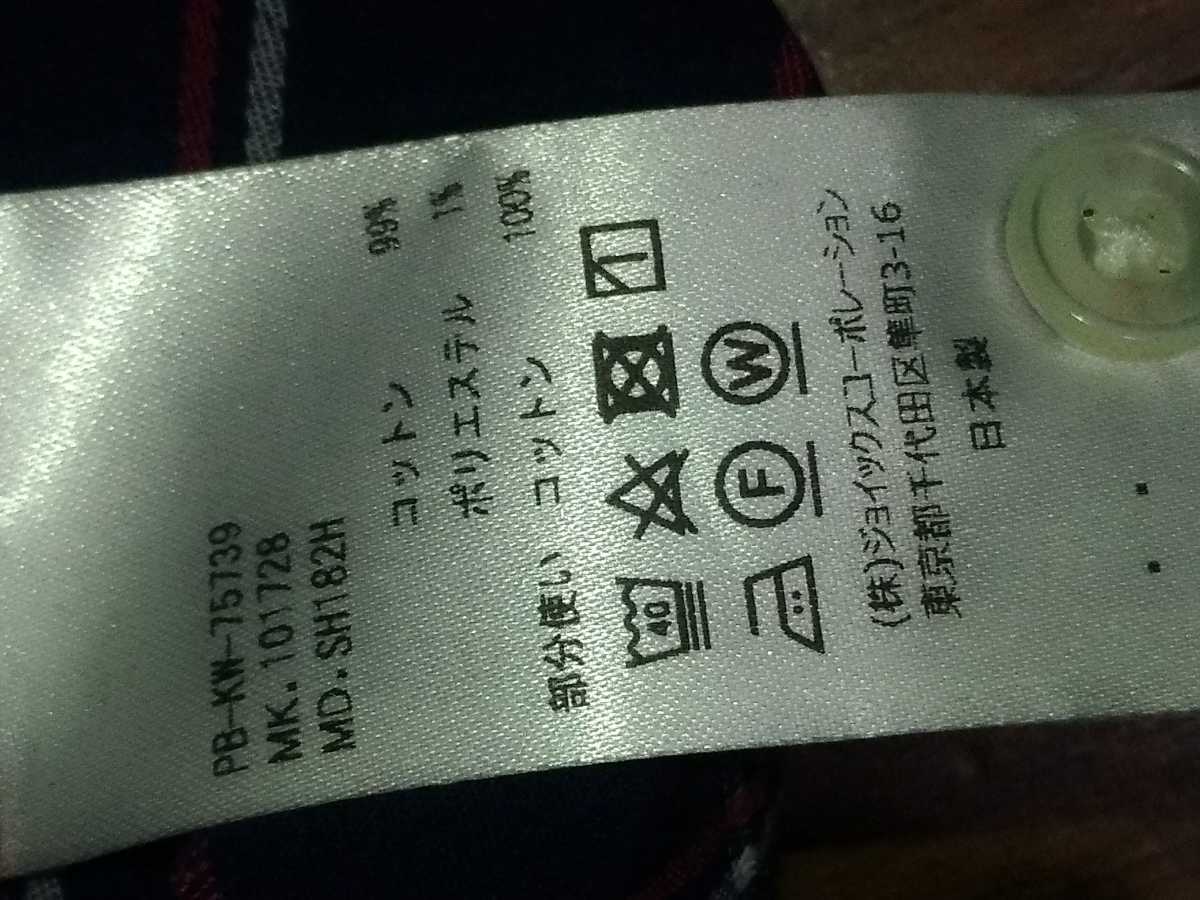 PB-KW-75739
MK.101728
MD.SH182H
コットン 99%
ポリエステル 1%
部分使い コットン 100%
40
F W
(株)ジョイックスコーポレーション
東京都千代田区隼町3-16
日本製